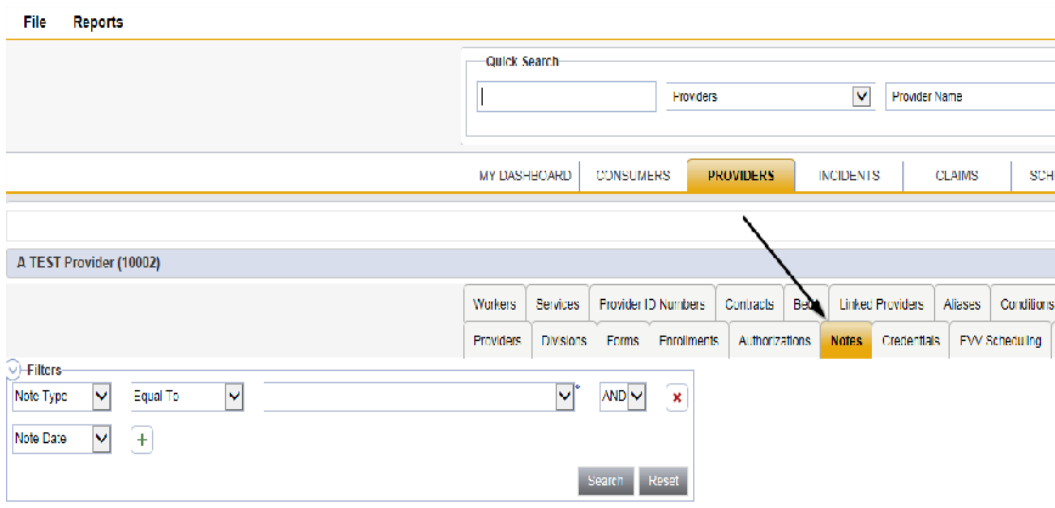 File Reports
Quick Search
Providers Provider Name
MY DASHBOARD CONSUMERS PROVIDERS INCIDENTS CLAIMS SCH
A TEST Provider (10002)
Workers Services Provider ID Numbers Contracts Beds Linked Providers Aliases Conditions
Providers Divisions Forms Enrollments Authorizations Notes Credentials EVV Scheduling
Filters
Note Type Equal To * AND
Note Date
Search Reset